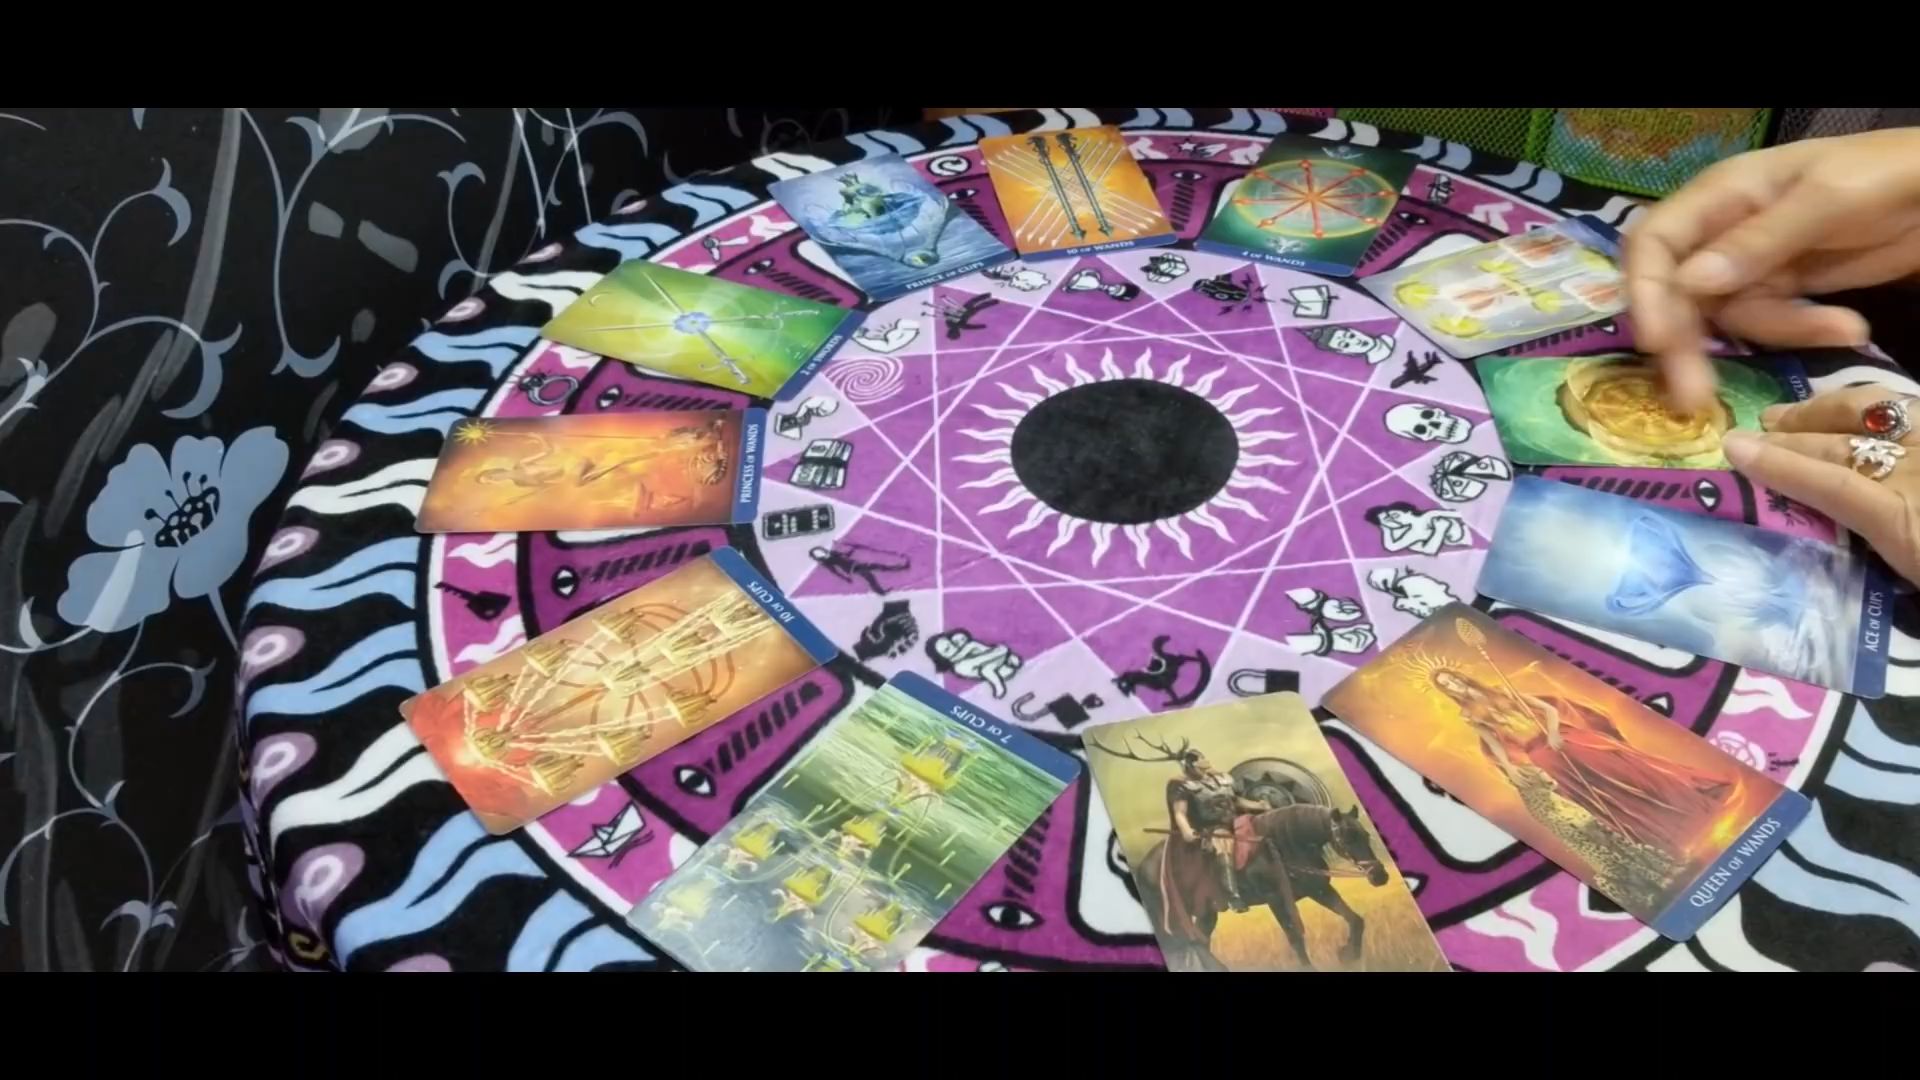 10 OF WANDS
4 OF WANDS
PRINCE OF CUPS
2 OF SWORDS
PRINCESS OF WANDS
10 OF CUPS
7 OF CUPS
ACE OF CUPS
QUEEN OF WANDS